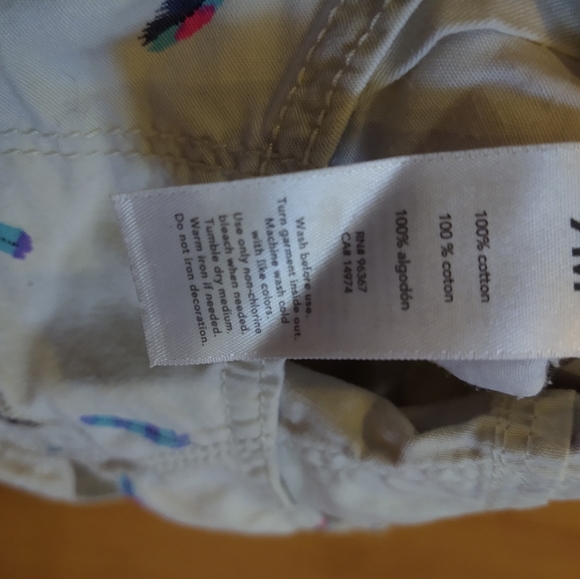 100% cotton
100 % coton
100% algodón
RN# 96367
CA# 14974
Wash before use.
Turn garment inside out.
Machine wash cold
with like colors.
Use only non-chlorine
bleach when needed.
Tumble dry medium.
Warm iron if needed.
Do not iron decoration.